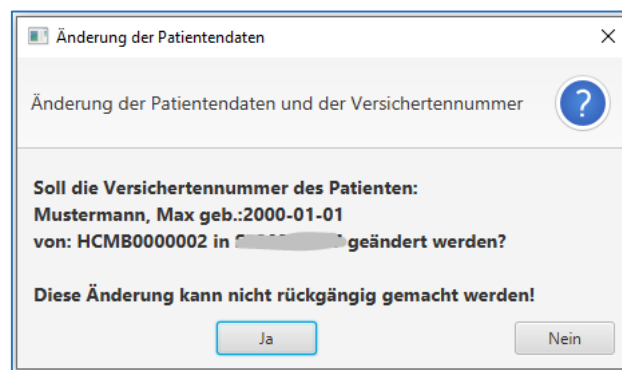 Änderung der Patientendaten
Änderung der Patientendaten und der Versichertennummer
Soll die Versichertennummer des Patienten:
Mustermann, Max geb.:2000-01-01
von: HCMB0000002 in geändert werden?
Diese Änderung kann nicht rückgängig gemacht werden!
Ja Nein